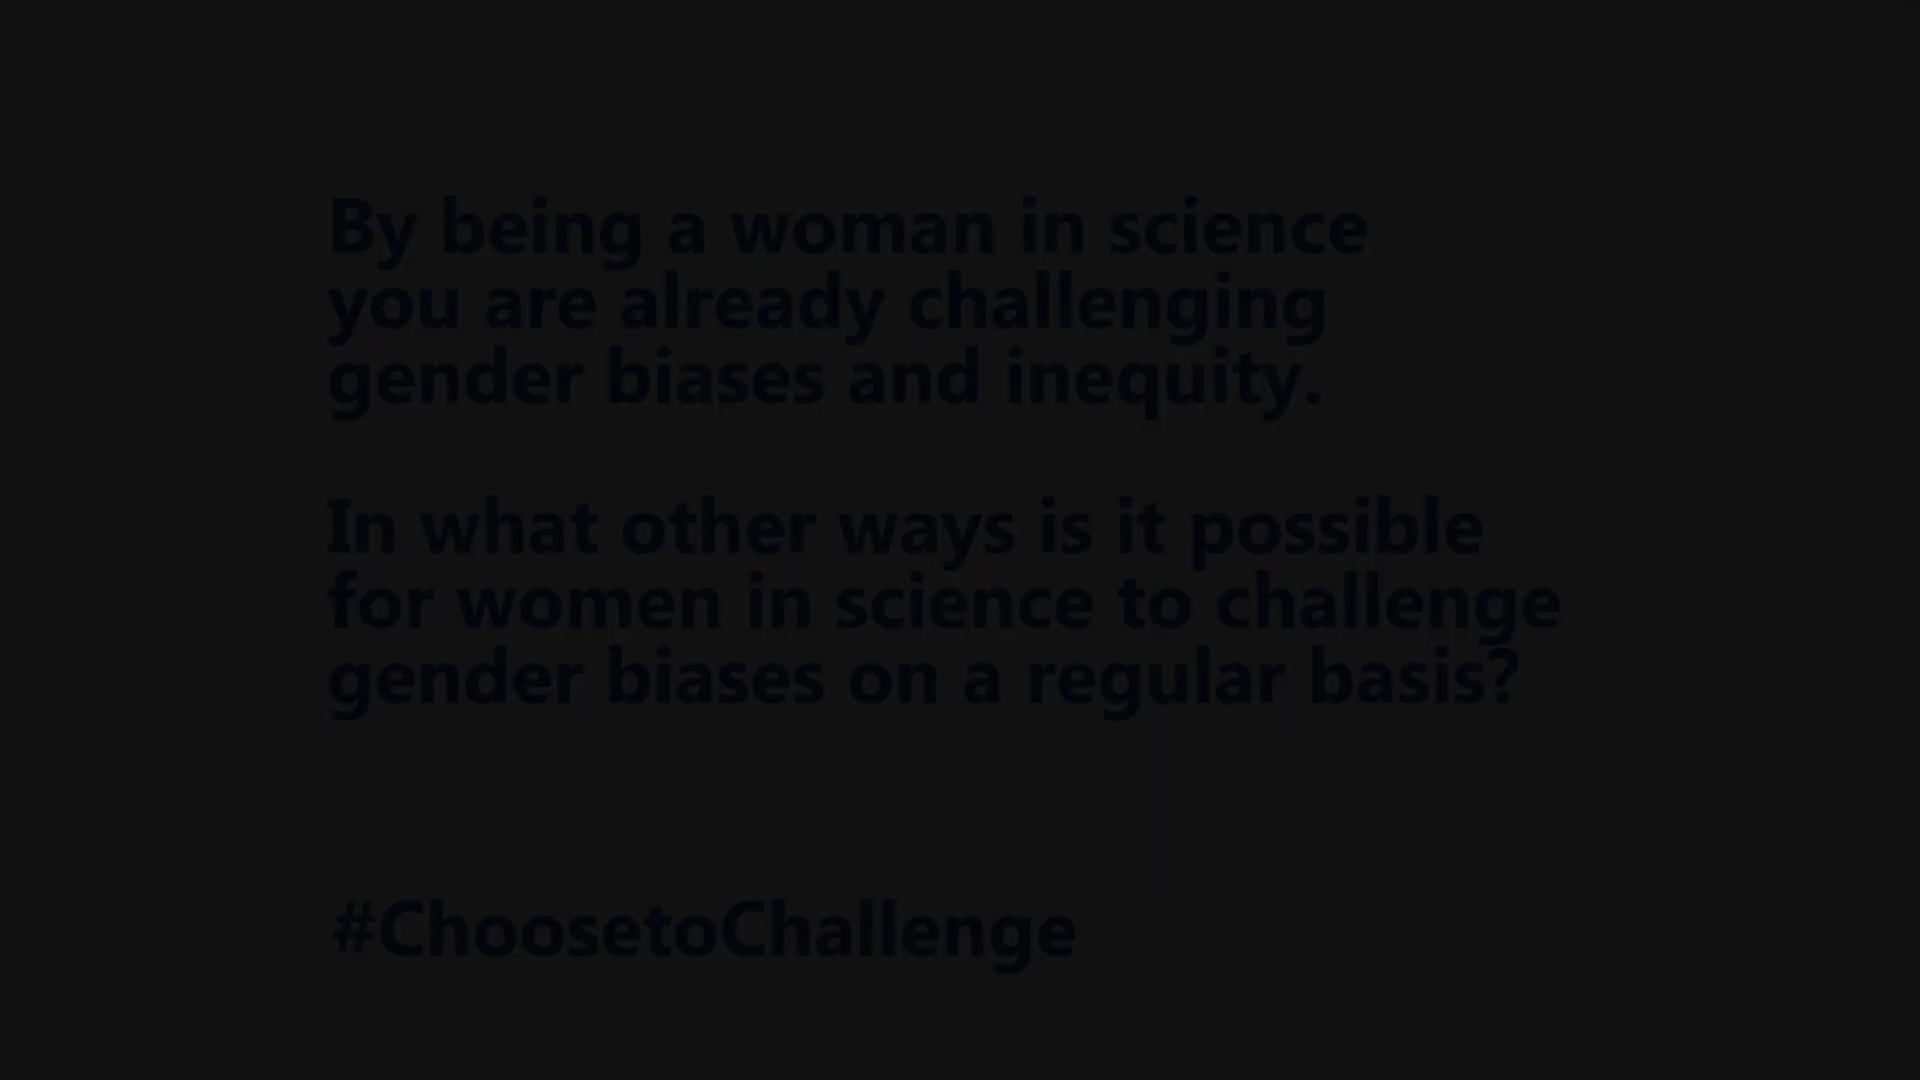 By being a woman in science
you are already challenging
gender biases and inequity.
In what other ways is it possible
for women in science to challenge
gender biases on a regular basis?
#ChoosetoChallenge